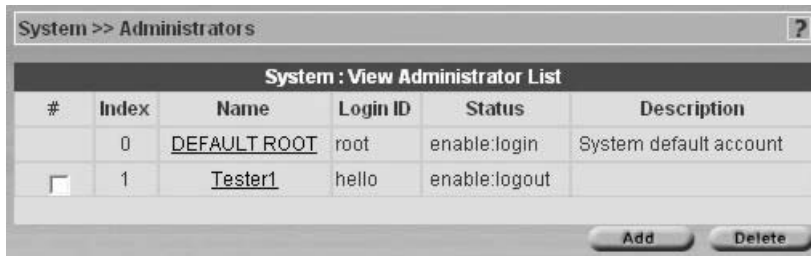 System >> Administrators ?
System : View Administrator List
# Index Name Login ID Status Description
0 DEFAULT ROOT root enable:login System default account
1 Tester1 hello enable:logout
Add Delete